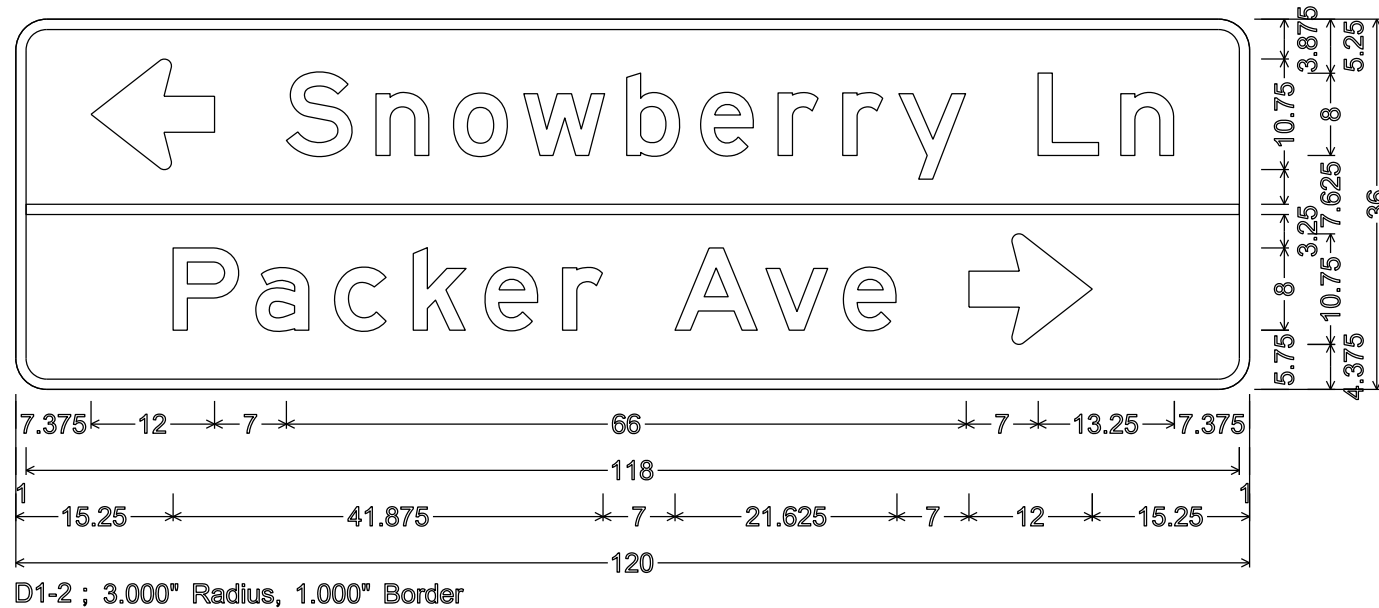 Snowberry Ln
Packer Ave
3.875
10.75
3.25
8
5.75
5.25
8
7.625
10.75
4.375
36
7.375 12 7 66 7 13.25 7.375
118
1 1
15.25 41.875 7 21.625 7 12 15.25
120
D1-2 ; 3.000" Radius, 1.000" Border